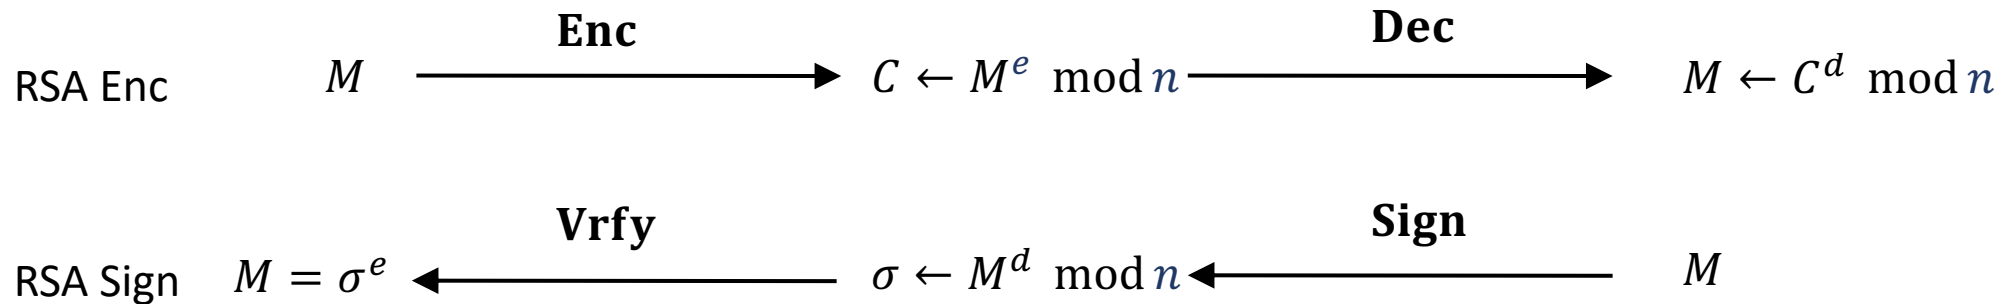 Enc Dec
RSA Enc M C ← M^e mod n M ← C^d mod n
Vrfy Sign
RSA Sign M = σ^e σ ← M^d mod n M